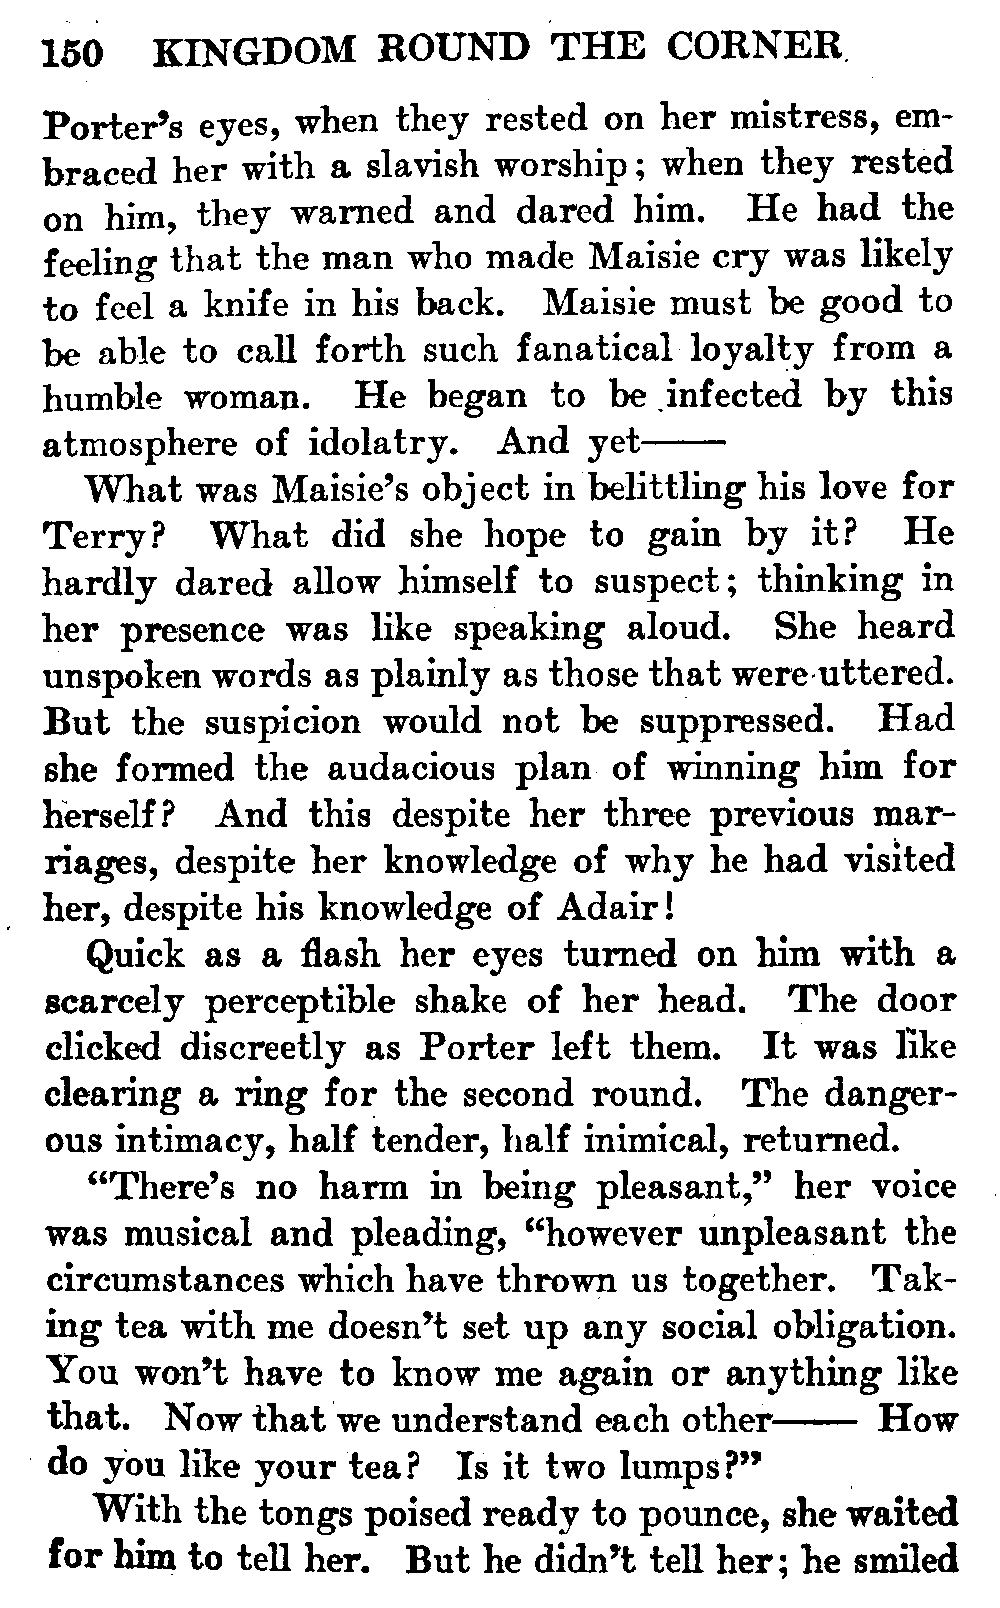 150 KINGDOM ROUND THE CORNER
Porter's eyes, when they rested on her mistress, em-
braced her with a slavish worship; when they rested
on him, they warned and dared him. He had the
feeling that the man who made Maisie cry was likely
to feel a knife in his back. Maisie must be good to
be able to call forth such fanatical loyalty from a
humble woman. He began to be infected by this
atmosphere of idolatry. And yet——
What was Maisie's object in belittling his love for
Terry? What did she hope to gain by it? He
hardly dared allow himself to suspect; thinking in
her presence was like speaking aloud. She heard
unspoken words as plainly as those that were uttered.
But the suspicion would not be suppressed. Had
she formed the audacious plan of winning him for
herself? And this despite her three previous mar-
riages, despite her knowledge of why he had visited
her, despite his knowledge of Adair!
Quick as a flash her eyes turned on him with a
scarcely perceptible shake of her head. The door
clicked discreetly as Porter left them. It was like
clearing a ring for the second round. The danger-
ous intimacy, half tender, half inimical, returned.
“There's no harm in being pleasant,” her voice
was musical and pleading, “however unpleasant the
circumstances which have thrown us together. Tak-
ing tea with me doesn't set up any social obligation.
You won't have to know me again or anything like
that. Now that we understand each other—— How
do you like your tea? Is it two lumps?”
With the tongs poised ready to pounce, she waited
for him to tell her. But he didn't tell her; he smiled